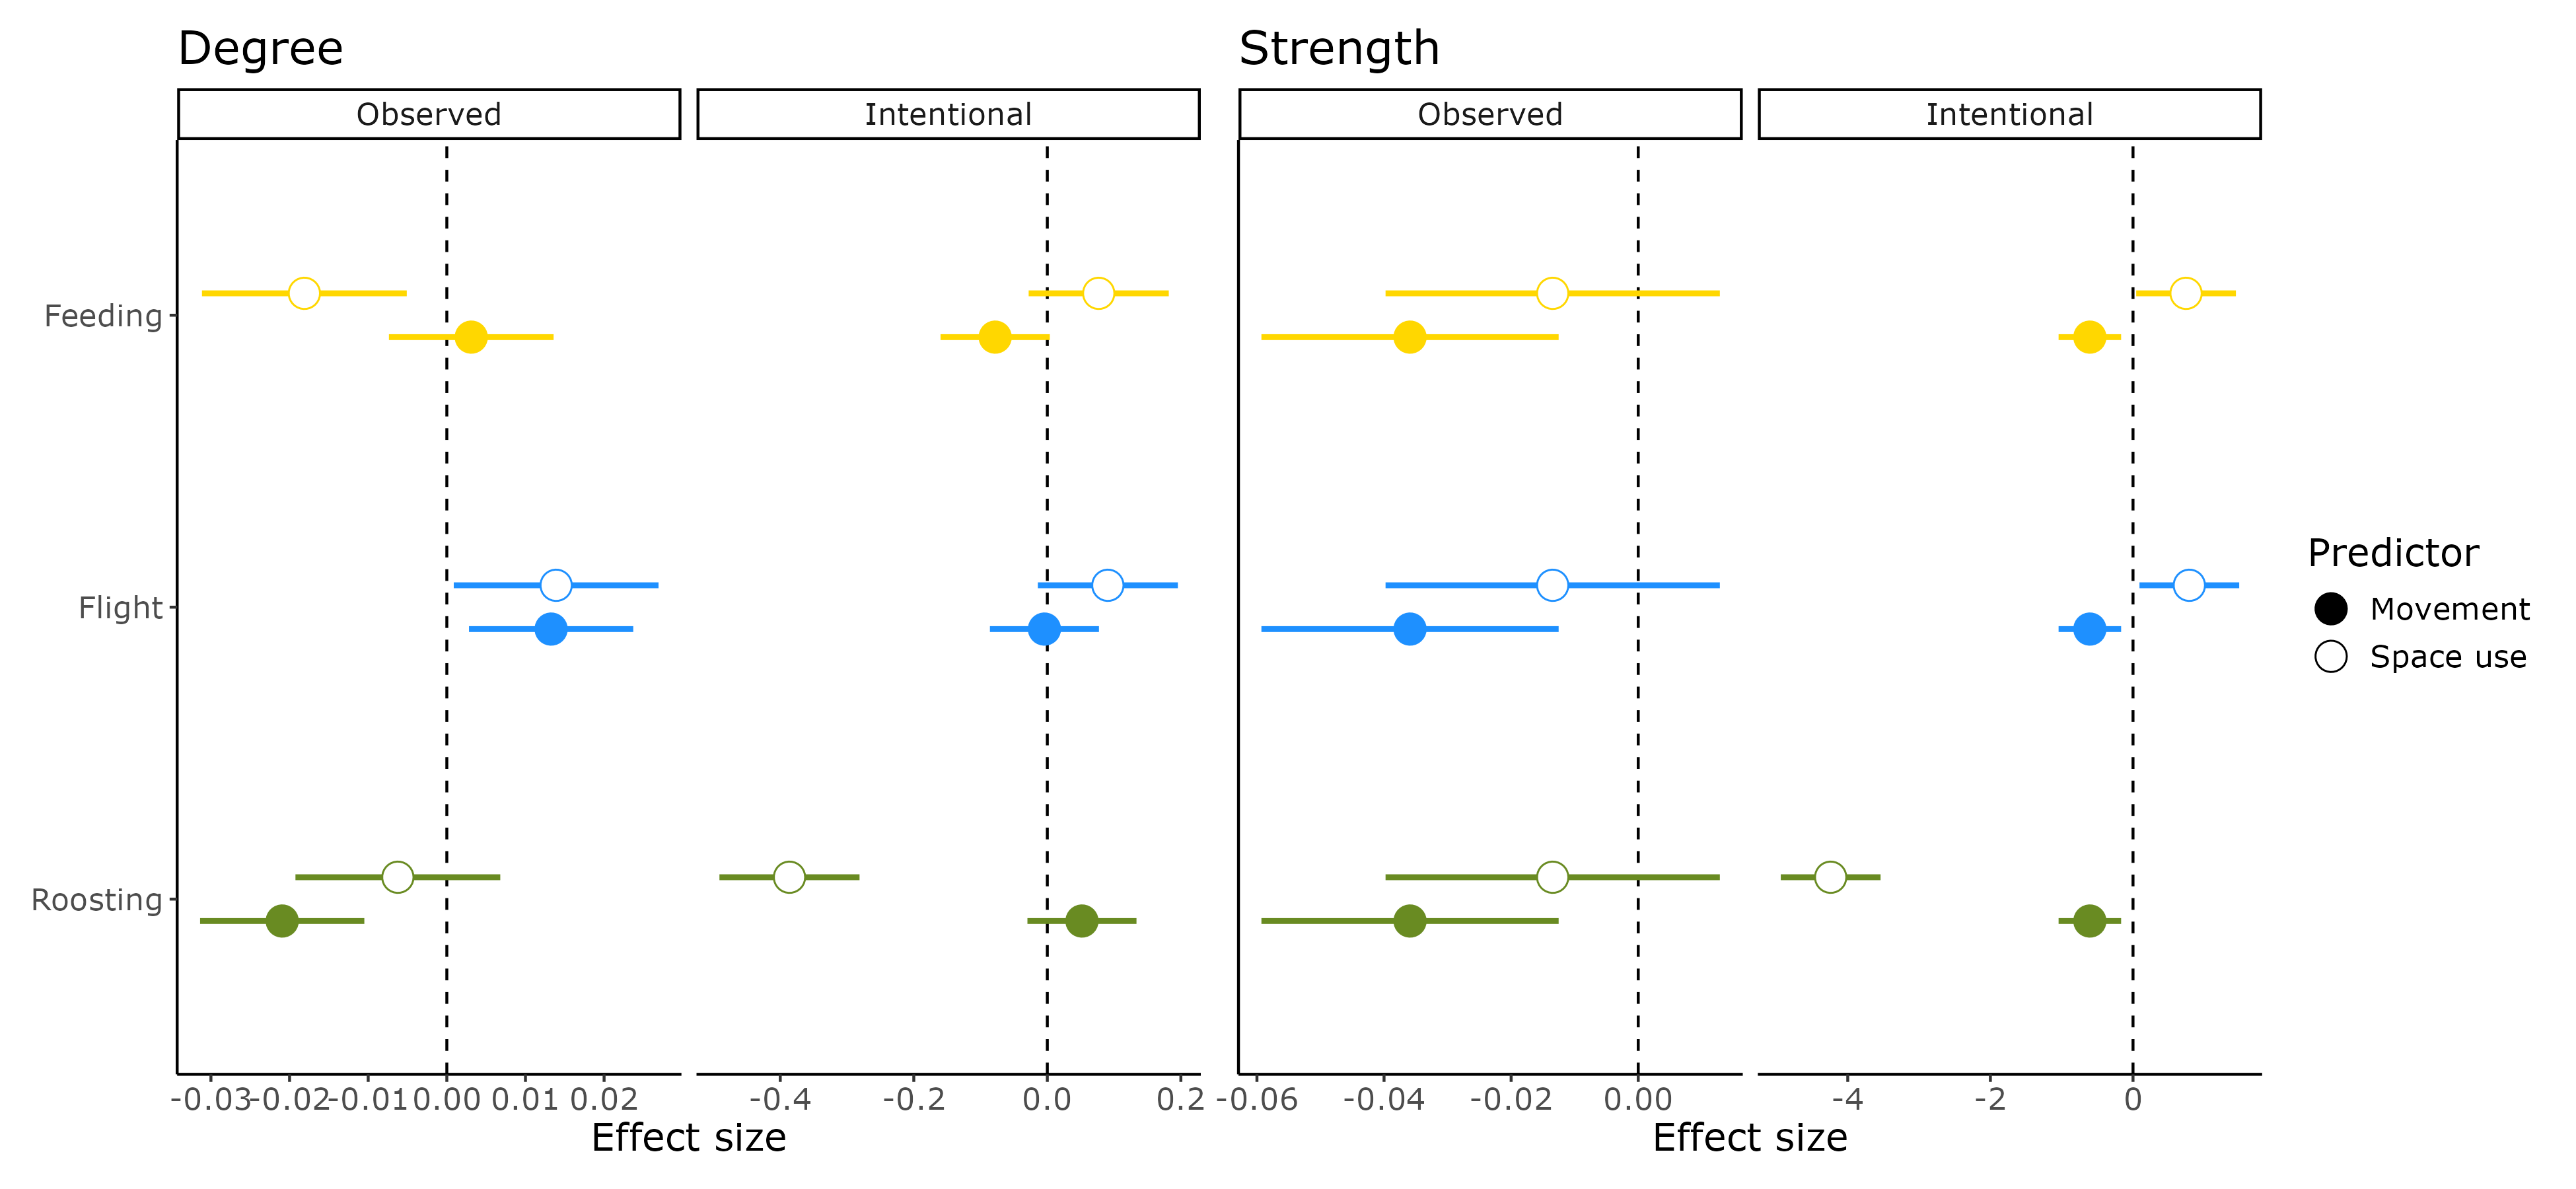 Degree
Strength
Observed
Intentional
Observed
Intentional
Feeding
Flight
Roosting
Predictor
Movement
Space use
-0.03 -0.02 -0.01 0.00 0.01 0.02
-0.4 -0.2 0.0 0.2
-0.06 -0.04 -0.02 0.00
-4 -2 0
Effect size
Effect size